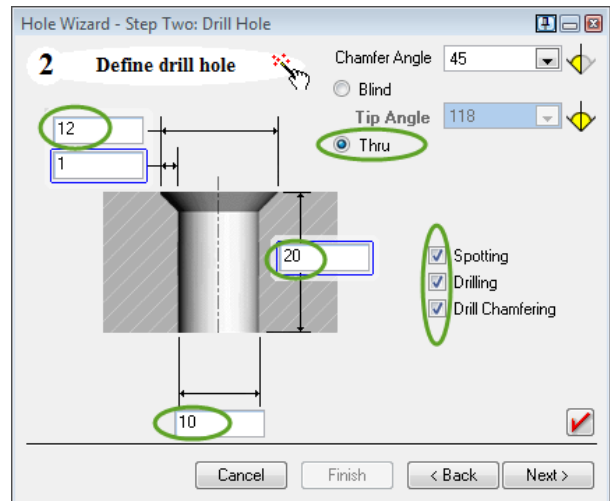 Hole Wizard - Step Two: Drill Hole
2 Define drill hole
Chamfer Angle 45
Blind
Tip Angle 118
Thru
12
1
20
Spotting
Drilling
Drill Chamfering
10
Cancel Finish < Back Next >